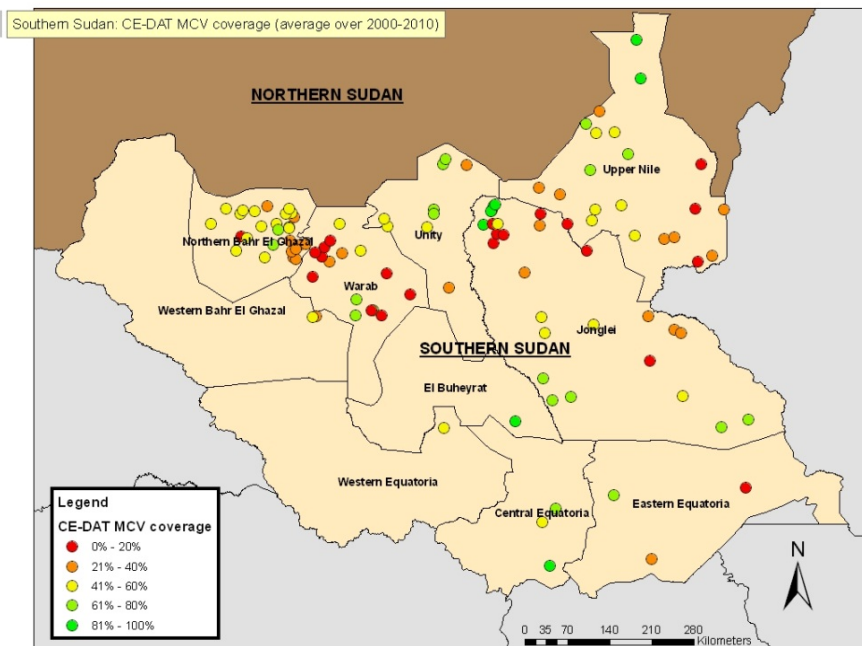 Southern Sudan: CE-DAT MCV coverage (average over 2000-2010)
NORTHERN SUDAN
Upper Nile
Unity
Northern Bahr El Ghazal
Warab
Western Bahr El Ghazal
Jonglei
SOUTHERN SUDAN
El Buheyrat
Western Equatoria
Central Equatoria
Eastern Equatoria
Legend
CE-DAT MCV coverage
0% - 20%
21% - 40%
41% - 60%
61% - 80%
81% - 100%
N
0 35 70 140 210 280
Kilometers